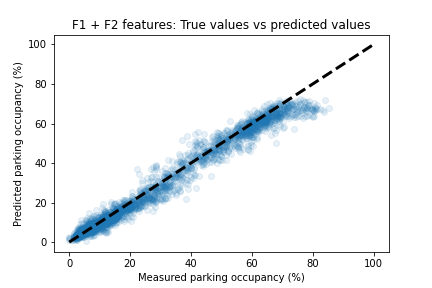 F1 + F2 features: True values vs predicted values
100
80
60
40
20
0
Predicted parking occupancy (%)
0 20 40 60 80 100
Measured parking occupancy (%)